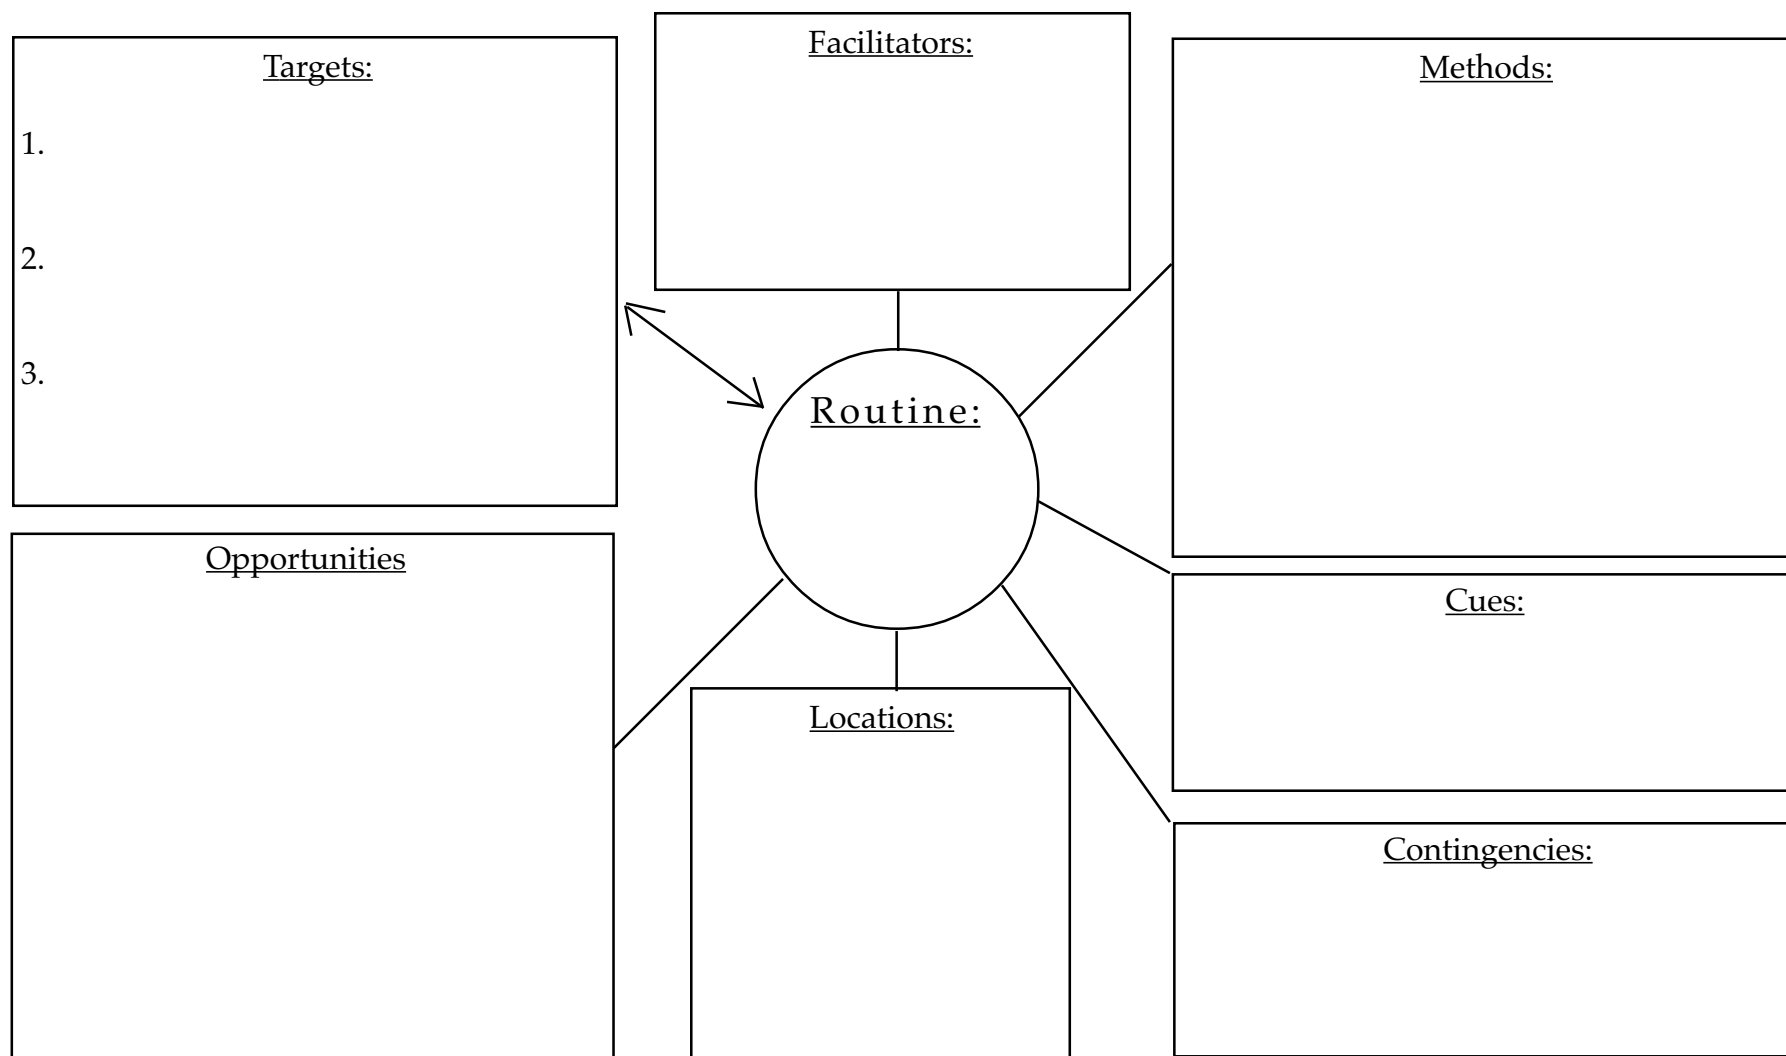 Targets:
1.
2.
3.
Facilitators:
Methods:
Routine:
Opportunities
Locations:
Cues:
Contingencies: